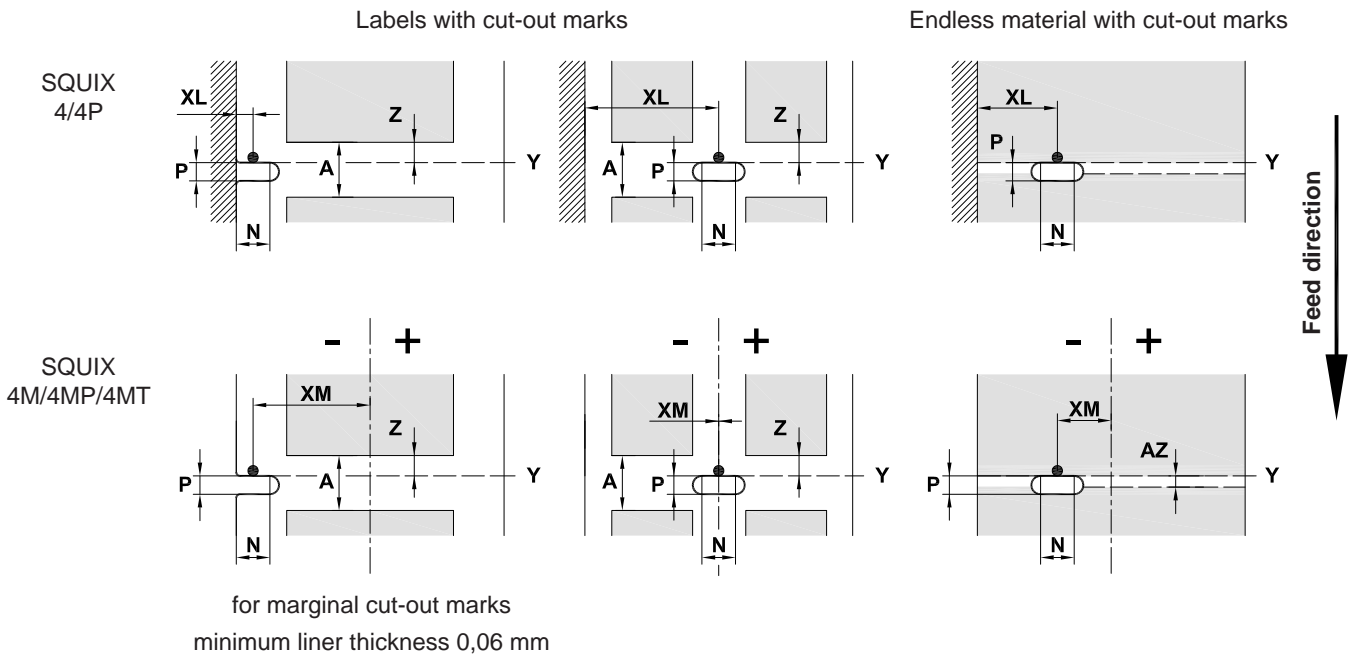 Labels with cut-out marks
Endless material with cut-out marks
SQUIX
4/4P
XL
Z
P
A
Y
N
XL
Z
A
P
Y
N
XL
P
Y
N
Feed direction
SQUIX
4M/4MP/4MT
- +
XM
Z
P
A
Y
N
- +
XM
Z
A
P
Y
N
- +
XM
AZ
P
Y
N
for marginal cut-out marks
minimum liner thickness 0,06 mm